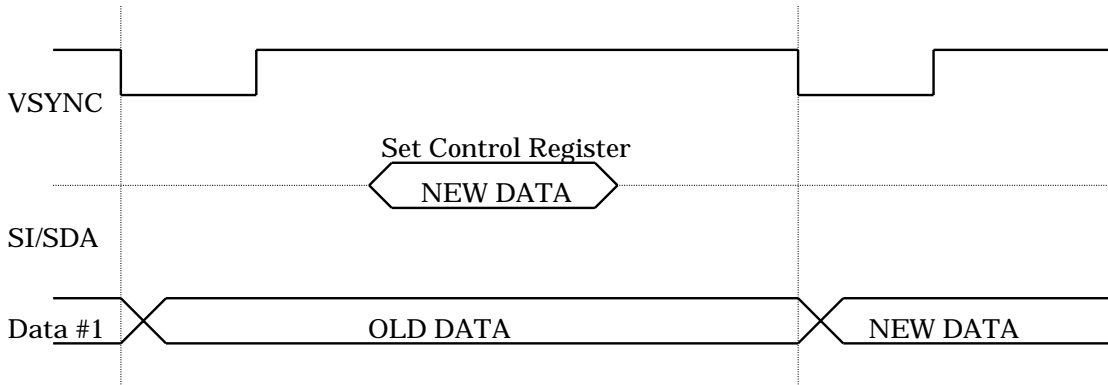 VSYNC
Set Control Register
NEW DATA
SI/SDA
Data #1
OLD DATA
NEW DATA